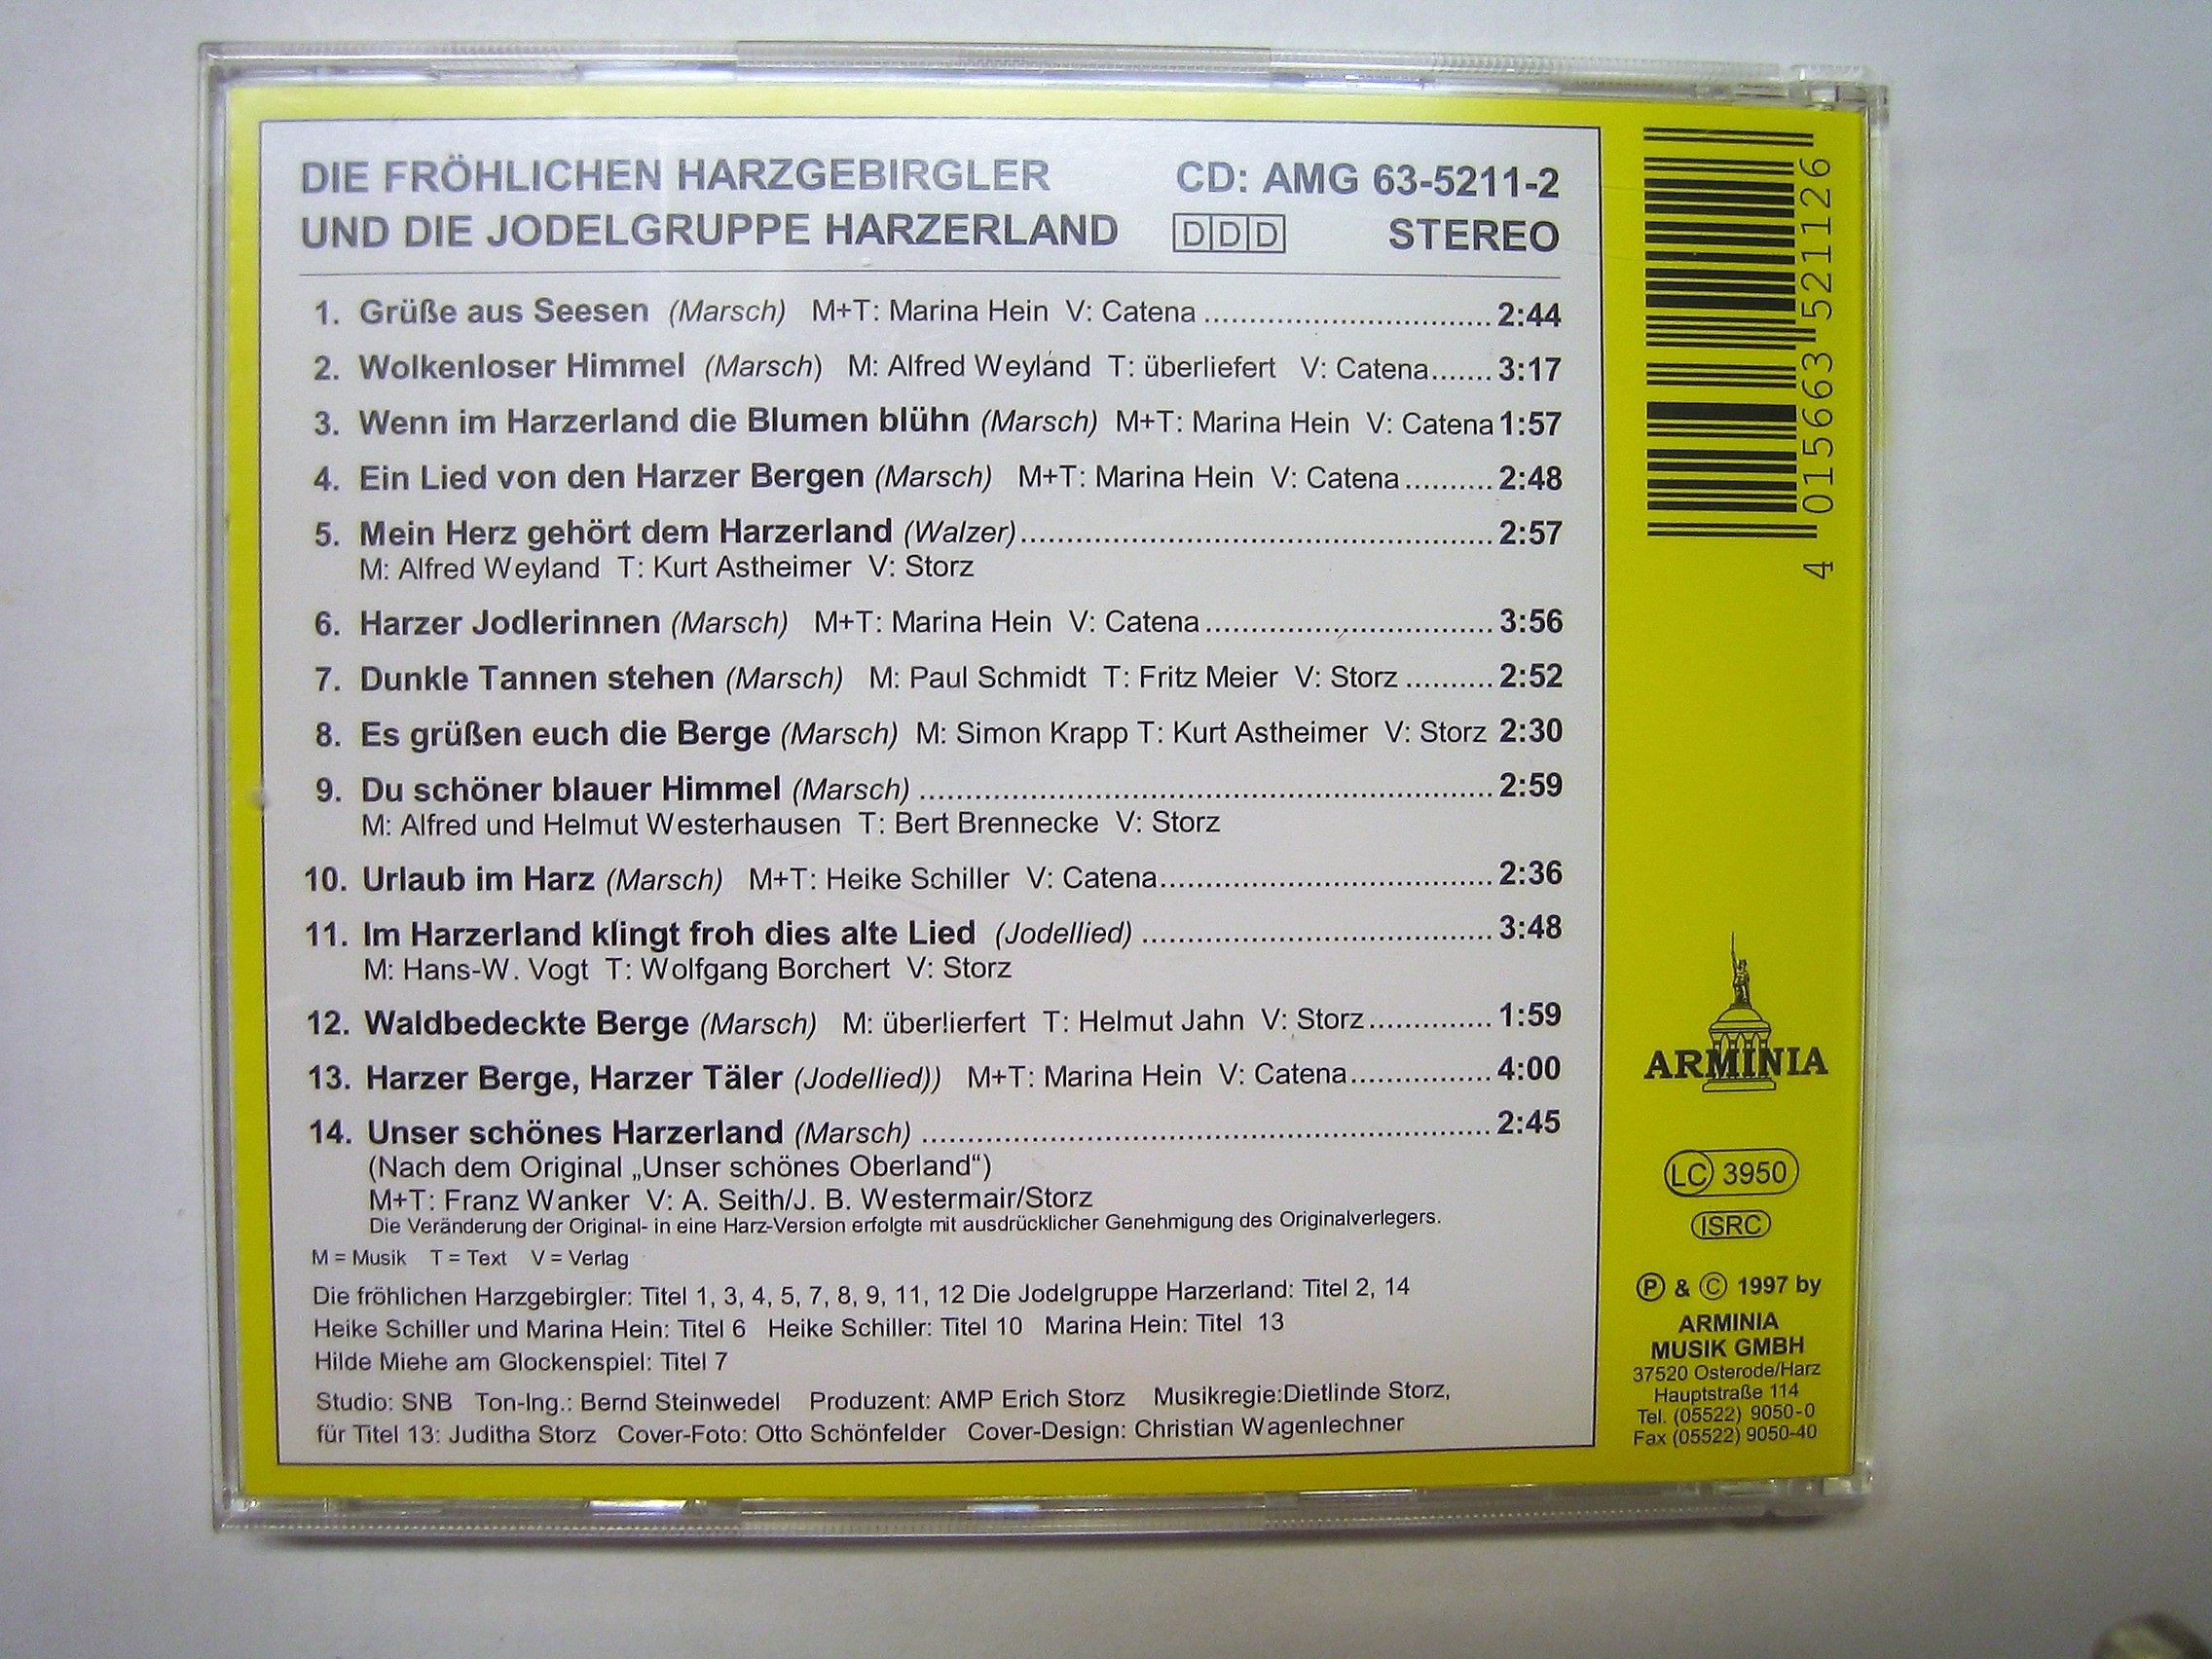 DIE FRÖHLICHEN HARZGEBIRGLER CD: AMG 63-5211-2
UND DIE JODELGRUPPE HARZERLAND DDD STEREO
1. Grüße aus Seesen (Marsch) M+T: Marina Hein V: Catena ................................ 2:44
2. Wolkenloser Himmel (Marsch) M: Alfred Weyland T: überliefert V: Catena....... 3:17
3. Wenn im Harzerland die Blumen blühn (Marsch) M+T: Marina Hein V: Catena 1:57
4. Ein Lied von den Harzer Bergen (Marsch) M+T: Marina Hein V: Catena .......... 2:48
5. Mein Herz gehört dem Harzerland (Walzer).................................................... 2:57
M: Alfred Weyland T: Kurt Astheimer V: Storz
6. Harzer Jodlerinnen (Marsch) M+T: Marina Hein V: Catena ................................ 3:56
7. Dunkle Tannen stehen (Marsch) M: Paul Schmidt T: Fritz Meier V: Storz .......... 2:52
8. Es grüßen euch die Berge (Marsch) M: Simon Krapp T: Kurt Astheimer V: Storz 2:30
9. Du schöner blauer Himmel (Marsch) ............................................................... 2:59
M: Alfred und Helmut Westerhausen T: Bert Brennecke V: Storz
10. Urlaub im Harz (Marsch) M+T: Heike Schiller V: Catena..................................... 2:36
11. Im Harzerland klingt froh dies alte Lied (Jodellied) ....................................... 3:48
M: Hans-W. Vogt T: Wolfgang Borchert V: Storz
12. Waldbedeckte Berge (Marsch) M: überlierfert T: Helmut Jahn V: Storz.............. 1:59
13. Harzer Berge, Harzer Täler (Jodellied)) M+T: Marina Hein V: Catena................ 4:00
14. Unser schönes Harzerland (Marsch) ............................................................... 2:45
(Nach dem Original „Unser schönes Oberland“)
M+T: Franz Wanker V: A. Seith/J. B. Westermair/Storz
Die Veränderung der Original- in eine Harz-Version erfolgte mit ausdrücklicher Genehmigung des Originalverlegers.
M = Musik T = Text V = Verlag
Die fröhlichen Harzgebirgler: Titel 1, 3, 4, 5, 7, 8, 9, 11, 12 Die Jodelgruppe Harzerland: Titel 2, 14
Heike Schiller und Marina Hein: Titel 6 Heike Schiller: Titel 10 Marina Hein: Titel 13
Hilde Miehe am Glockenspiel: Titel 7
Studio: SNB Ton-Ing.: Bernd Steinwedel Produzent: AMP Erich Storz Musikregie:Dietlinde Storz,
für Titel 13: Juditha Storz Cover-Foto: Otto Schönfelder Cover-Design: Christian Wagenlechner
4 015663 521126
ARMINIA
LC 3950
ISRC
Ⓟ & © 1997 by
ARMINIA
MUSIK GMBH
37520 Osterode/Harz
Hauptstraße 114
Tel. (05522) 9050-0
Fax (05522) 9050-40